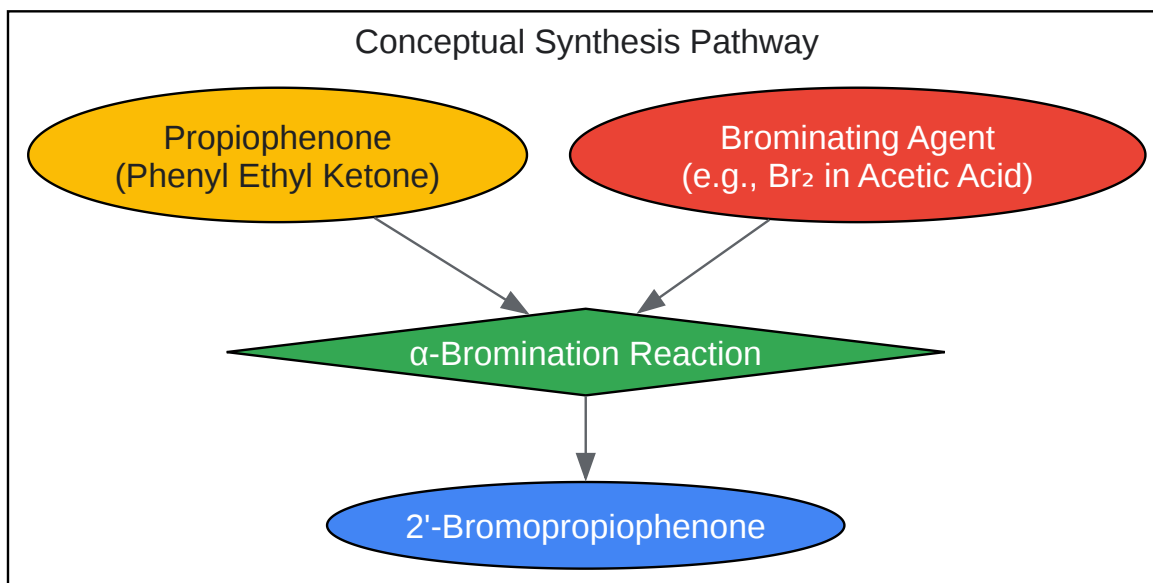 Conceptual Synthesis Pathway
Propiophenone
(Phenyl Ethyl Ketone)
Brominating Agent
(e.g., Br₂ in Acetic Acid)
α-Bromination Reaction
2'-Bromopropiophenone